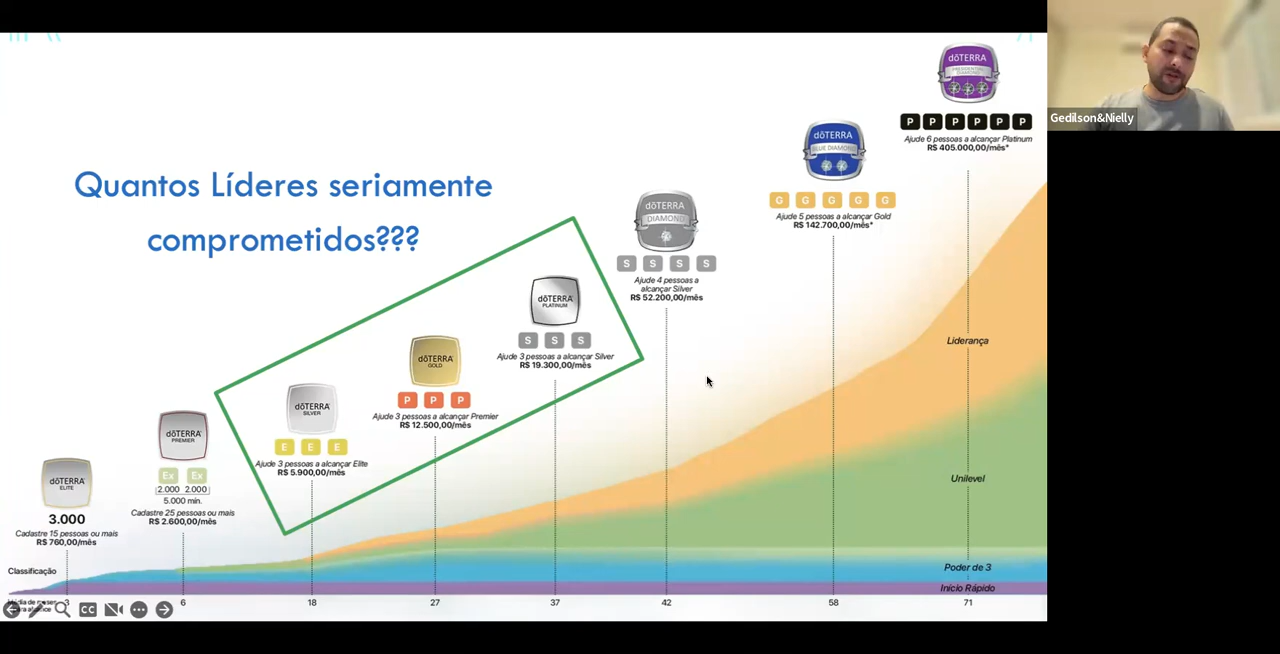 Quantos Líderes seriamente
comprometidos???
dōTERRA
ELITE
3.000
Cadastre 15 pessoas ou mais
R$ 760,00/mês
dōTERRA
PREMIER
Ex Ex
2.000 2.000
5.000 min.
Cadastre 25 pessoas ou mais
R$ 2.600,00/mês
dōTERRA
SILVER
E E E
Ajude 3 pessoas a alcançar Elite
R$ 5.900,00/mês
dōTERRA
GOLD
P P P
Ajude 3 pessoas a alcançar Premier
R$ 12.500,00/mês
dōTERRA
PLATINUM
S S S
Ajude 3 pessoas a alcançar Silver
R$ 19.300,00/mês
dōTERRA
DIAMOND
S S S S
Ajude 4 pessoas a
alcançar Silver
R$ 52.200,00/mês
dōTERRA
BLUE DIAMOND
G G G G G
Ajude 5 pessoas a alcançar Gold
R$ 142.700,00/mês*
dōTERRA
PRESIDENTIAL
DIAMOND
P P P P P P
Ajude 6 pessoas a alcançar Platinum
R$ 405.000,00/mês*
Gedilson&Nielly
Liderança
Unilevel
Poder de 3
Início Rápido
Classificação
3 6 18 27 37 42 58 71
CC